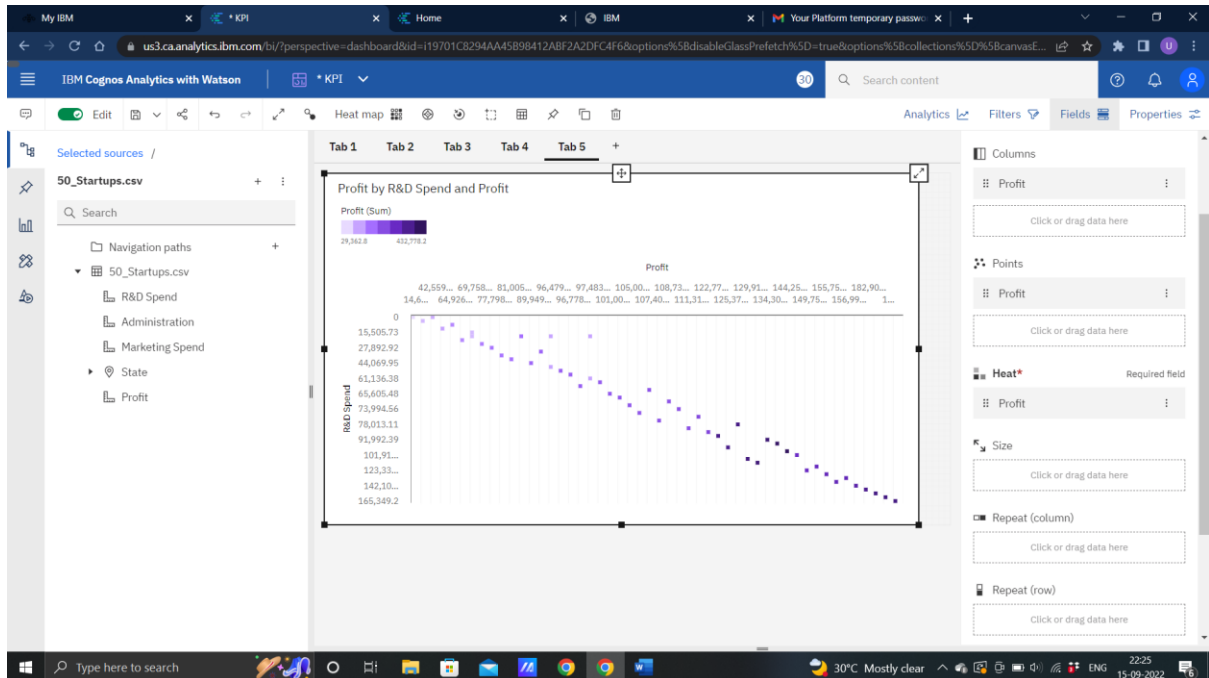 My IBM
* KPI
Home
IBM
Your Platform temporary passwo
us3.ca.analytics.ibm.com/bi/?perspective=dashboard&id=i19701C8294AA45B98412ABF2A2DFC4F6&options%5BdisableGlassPrefetch%5D=true&options%5Bcollections%5D%5BcanvasE...
U
IBM Cognos Analytics with Watson
* KPI
30
Search content
Edit
Heat map
Analytics
Filters
Fields
Properties
Selected sources /
50_Startups.csv
Search
Navigation paths
50_Startups.csv
R&D Spend
Administration
Marketing Spend
State
Profit
Tab 1
Tab 2
Tab 3
Tab 4
Tab 5
Profit by R&D Spend and Profit
Profit (Sum)
29,362.8 432,778.2
Profit
42,559... 69,758... 81,005... 96,479... 97,483... 105,00... 108,73... 122,77... 129,91... 144,25... 155,75... 182,90...
14,6... 64,926... 77,798... 89,949... 96,778... 101,00... 107,40... 111,31... 125,37... 134,30... 149,75... 156,99... 1...
R&D Spend
0
15,505.73
27,892.92
44,069.95
61,136.38
65,605.48
73,994.56
78,013.11
91,992.39
101,91...
123,33...
142,10...
165,349.2
Columns
Profit
Click or drag data here
Points
Profit
Click or drag data here
Heat* Required field
Profit
Size
Click or drag data here
Repeat (column)
Click or drag data here
Repeat (row)
Click or drag data here
Type here to search
30°C Mostly clear
ENG
22:25
15-09-2022
6